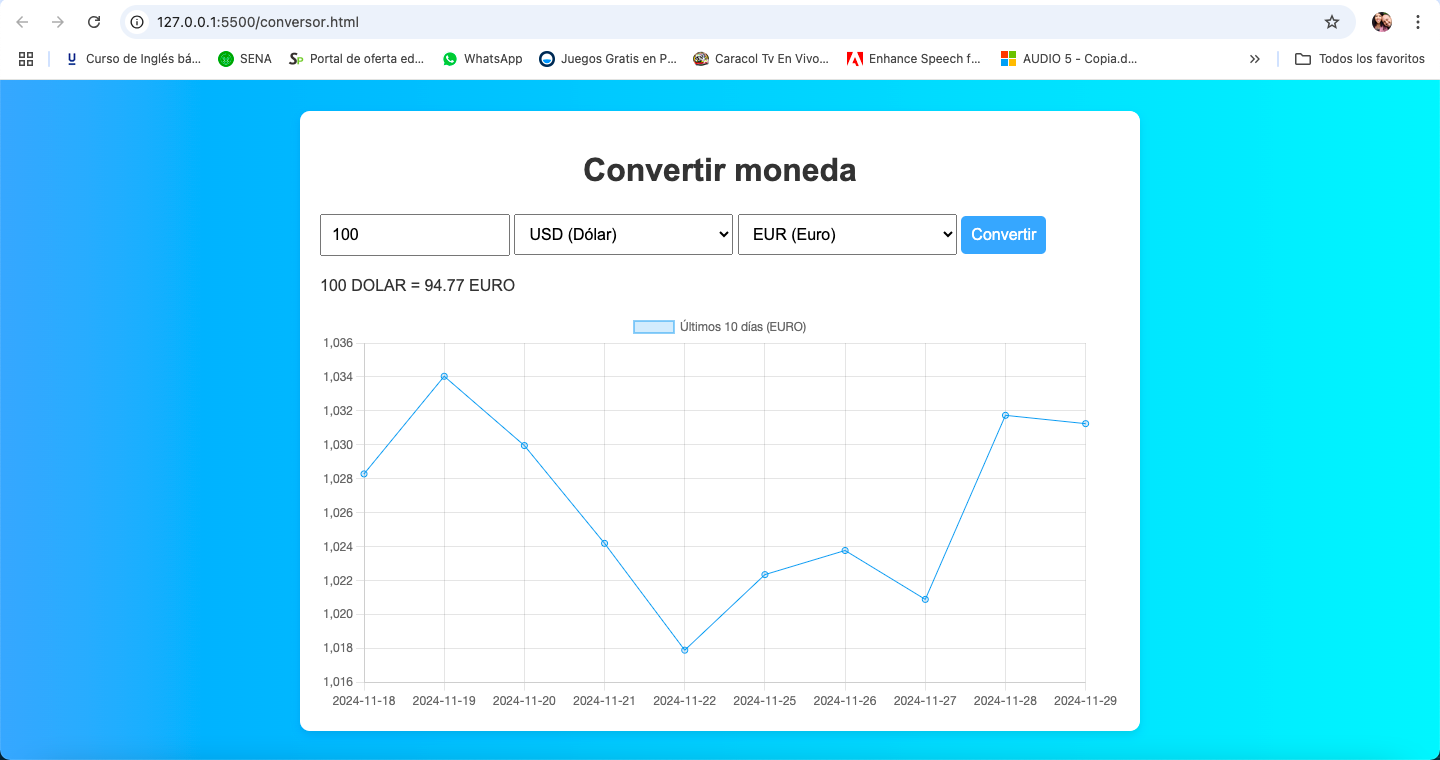 127.0.0.1:5500/conversor.html
Curso de Inglés bá... SENA Portal de oferta ed... WhatsApp Juegos Gratis en P... Caracol Tv En Vivo... Enhance Speech f... AUDIO 5 - Copia.d... » Todos los favoritos
Convertir moneda
100 USD (Dólar) EUR (Euro) Convertir
100 DOLAR = 94.77 EURO
Últimos 10 días (EURO)
1,036
1,034
1,032
1,030
1,028
1,026
1,024
1,022
1,020
1,018
1,016
2024-11-18 2024-11-19 2024-11-20 2024-11-21 2024-11-22 2024-11-25 2024-11-26 2024-11-27 2024-11-28 2024-11-29